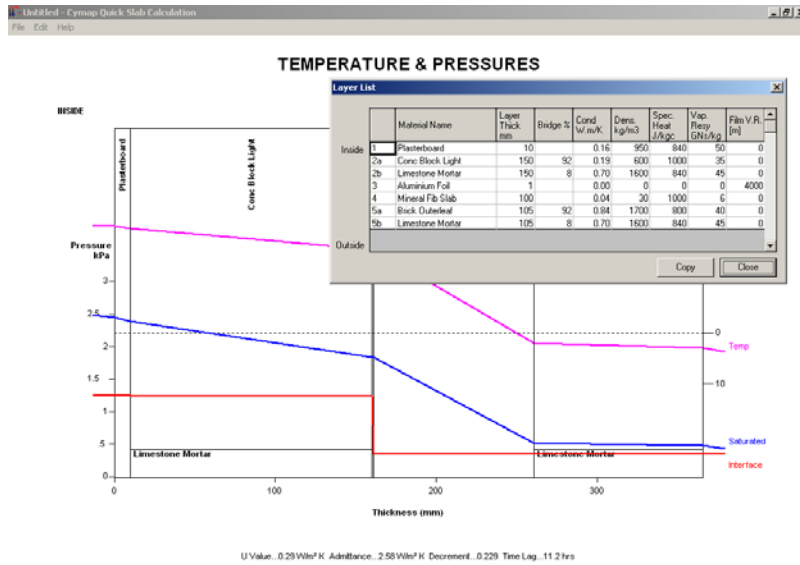 Untitled - Cymap Quick Slab Calculation
File Edit Help
TEMPERATURE & PRESSURES
Layer List
Material Name Layer Thick mm Bridge % Cond W.m/K Dens. kg/m3 Spec. Heat J/kgc Vap. Resy GNs/kg Film V.R. [m]
Inside 1 Plasterboard 10 0.16 950 840 50 0
2a Conc Block Light 150 92 0.19 600 1000 35 0
2b Limestone Mortar 150 8 0.70 1600 840 45 0
3 Aluminium Foil 1 0.00 0 0 0 4000
4 Mineral Fib Slab 100 0.04 30 1000 6 0
5a Brick Outerleaf 105 92 0.84 1700 800 40 0
5b Limestone Mortar 105 8 0.70 1600 840 45 0
Outside
Copy Close
INSIDE
Plasterboard
Conc Block Light
Pressure
kPa
3
2.5
2
1.5
1
.5
0
0
10
Temp
Saturated
Interface
Limestone Mortar Limestone Mortar
0 100 200 300
Thickness (mm)
U Value...0.29 W/m² K Admittance...2.58 W/m² K Decrement...0.229 Time Lag...11.2 hrs